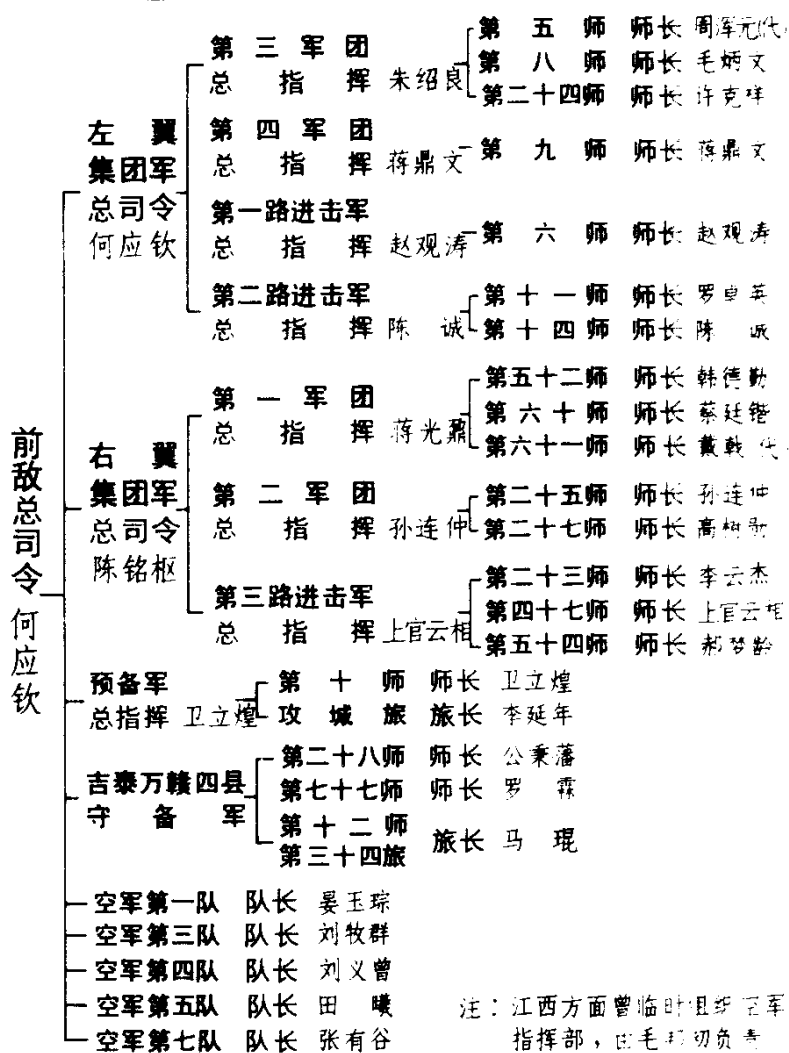 前敌总司令 何应钦
左翼
集团军
总司令
何应钦
第三军团
总指挥 朱绍良
第五师 师长 周浑元代
第八师 师长 毛炳文
第二十四师 师长 许克祥
第四军团
总指挥 蒋鼎文
第九师 师长 蒋鼎文
第一路进击军
总指挥 赵观涛
第六师 师长 赵观涛
第二路进击军
总指挥 陈诚
第十一师 师长 罗卓英
第十四师 师长 陈诚
右翼
集团军
总司令
陈铭枢
第一军团
总指挥 蒋光鼐
第五十二师 师长 韩德勤
第六十师 师长 蔡廷锴
第六十一师 师长 戴戟 代
第二军团
总指挥 孙连仲
第二十五师 师长 孙连仲
第二十七师 师长 高树勋
第三路进击军
总指挥 上官云相
第二十三师 师长 李云杰
第四十七师 师长 上官云相
第五十四师 师长 郝梦龄
预备军
总指挥 卫立煌
第十师 师长 卫立煌
攻城旅 旅长 李延年
吉泰万赣四县
守备军
第二十八师 师长 公秉藩
第七十七师 师长 罗霖
第十二师
第三十四旅 旅长 马琨
空军第一队 队长 晏玉琮
空军第三队 队长 刘牧群
空军第四队 队长 刘义曾
空军第五队 队长 田曦
空军第七队 队长 张有谷
注：江西方面曾临时组织空军
指挥部，由毛邦初负责